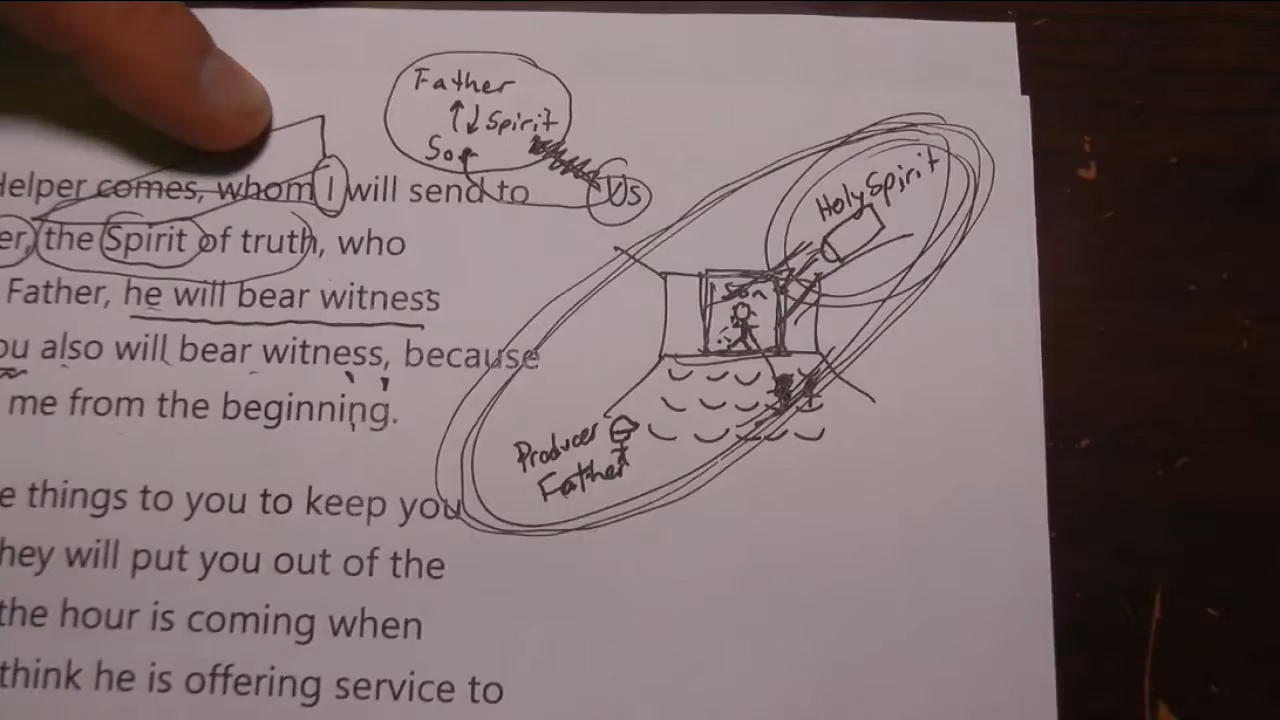 Father
Spirit
Son
Us
Helper comes, whom I will send to
er, the Spirit of truth, who
Father, he will bear witness
ou also will bear witness, because
me from the beginning.
Holy Spirit
Son
Producer
Father
e things to you to keep you
hey will put you out of the
the hour is coming when
think he is offering service to